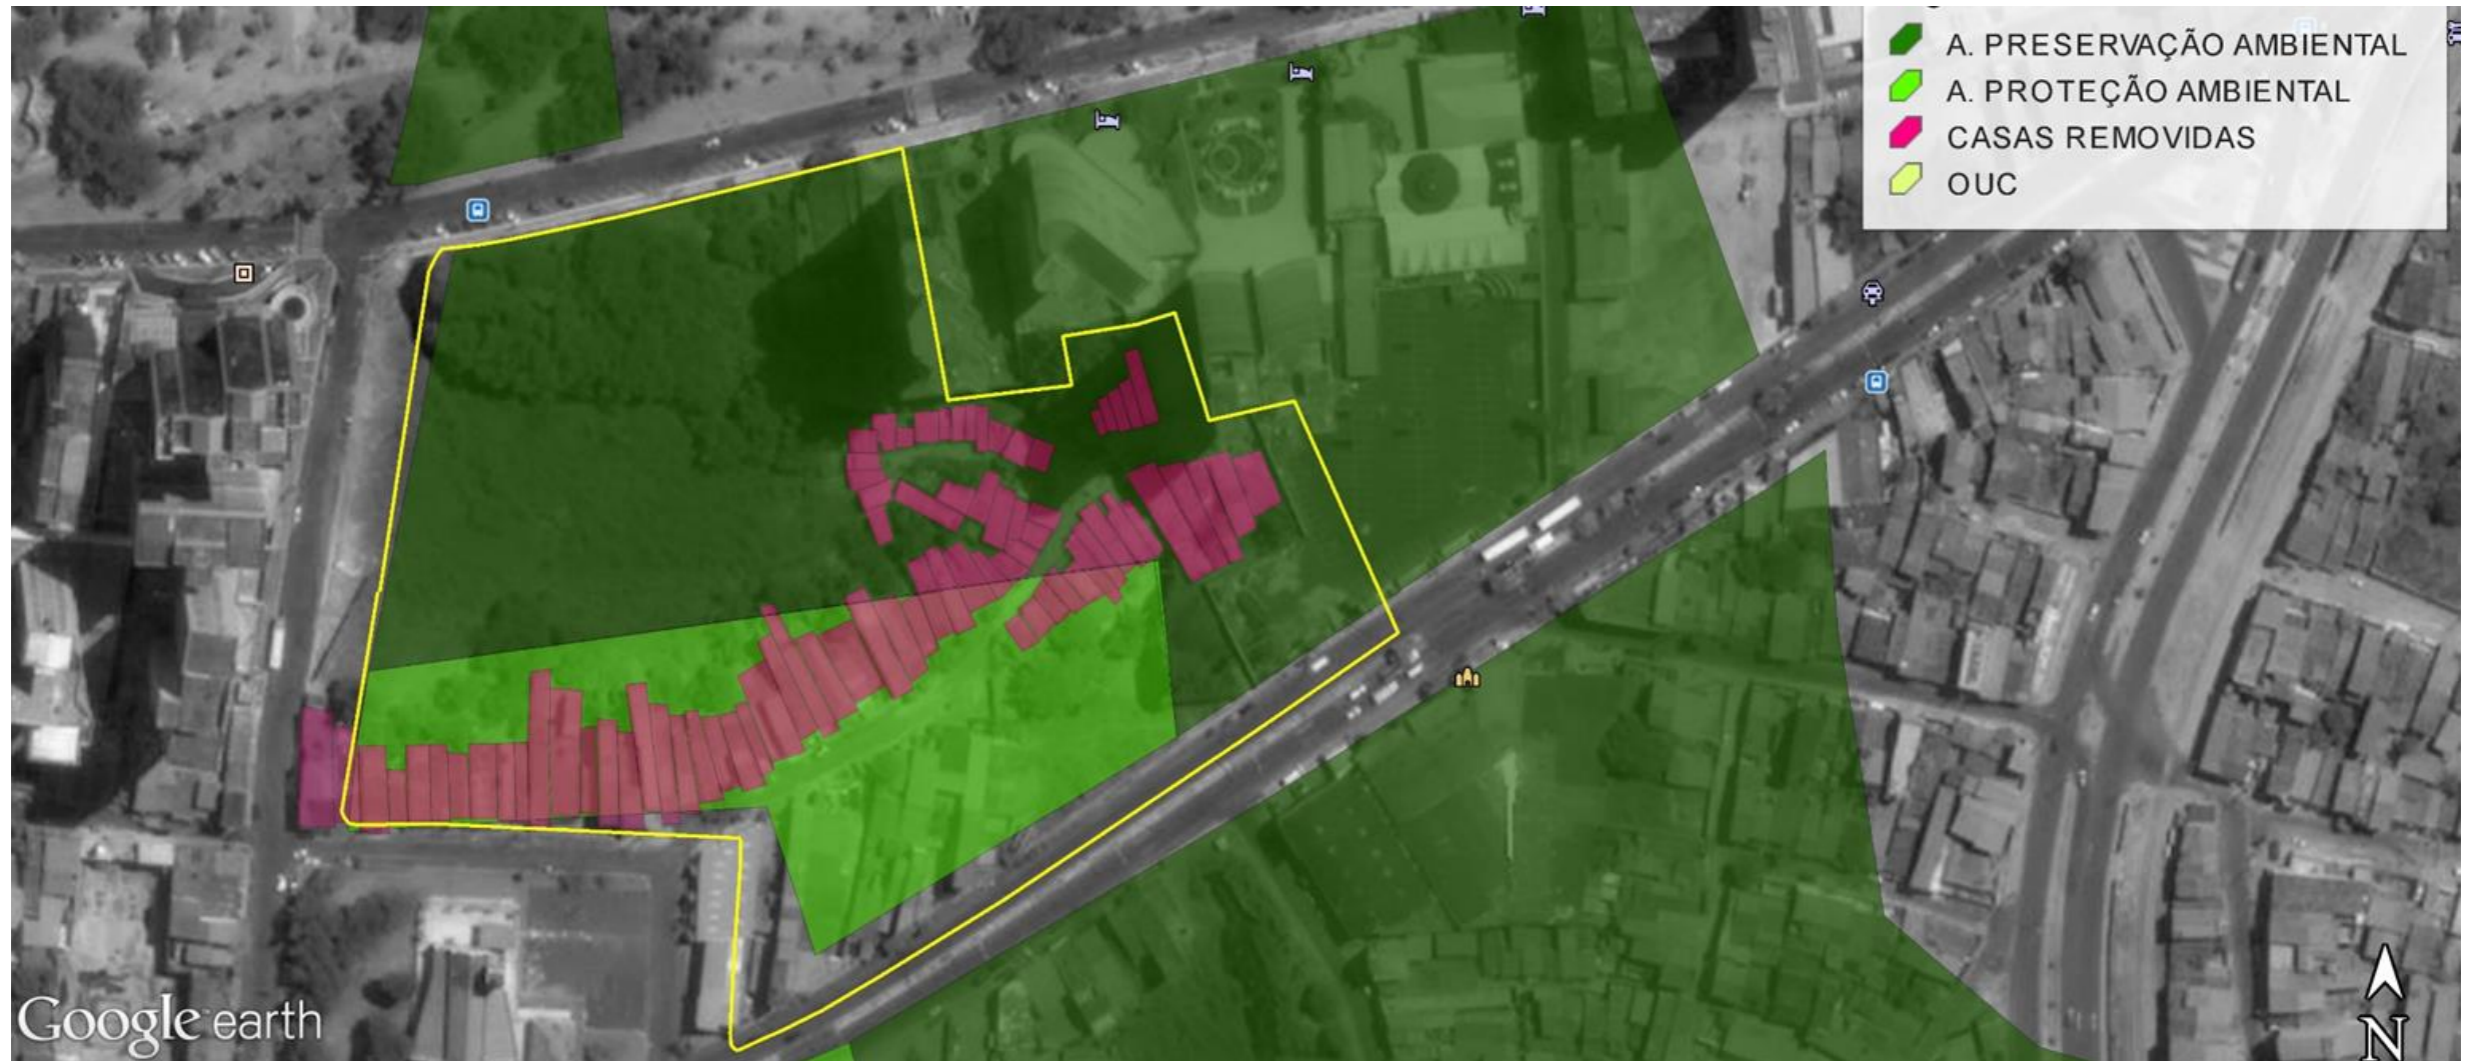 A. PRESERVAÇÃO AMBIENTAL
A. PROTEÇÃO AMBIENTAL
CASAS REMOVIDAS
OUC
Google earth
N